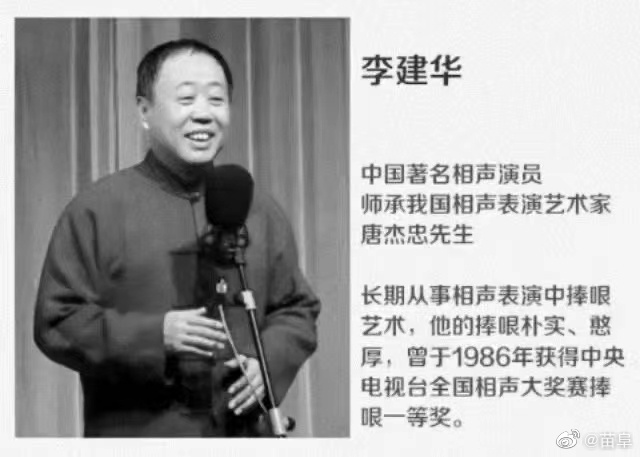 李建华
中国著名相声演员
师承我国相声表演艺术家
唐杰忠先生
长期从事相声表演中捧哏
艺术，他的捧哏朴实、憨
厚，曾于1986年获得中央
电视台全国相声大奖赛捧
哏一等奖。
@苗阜